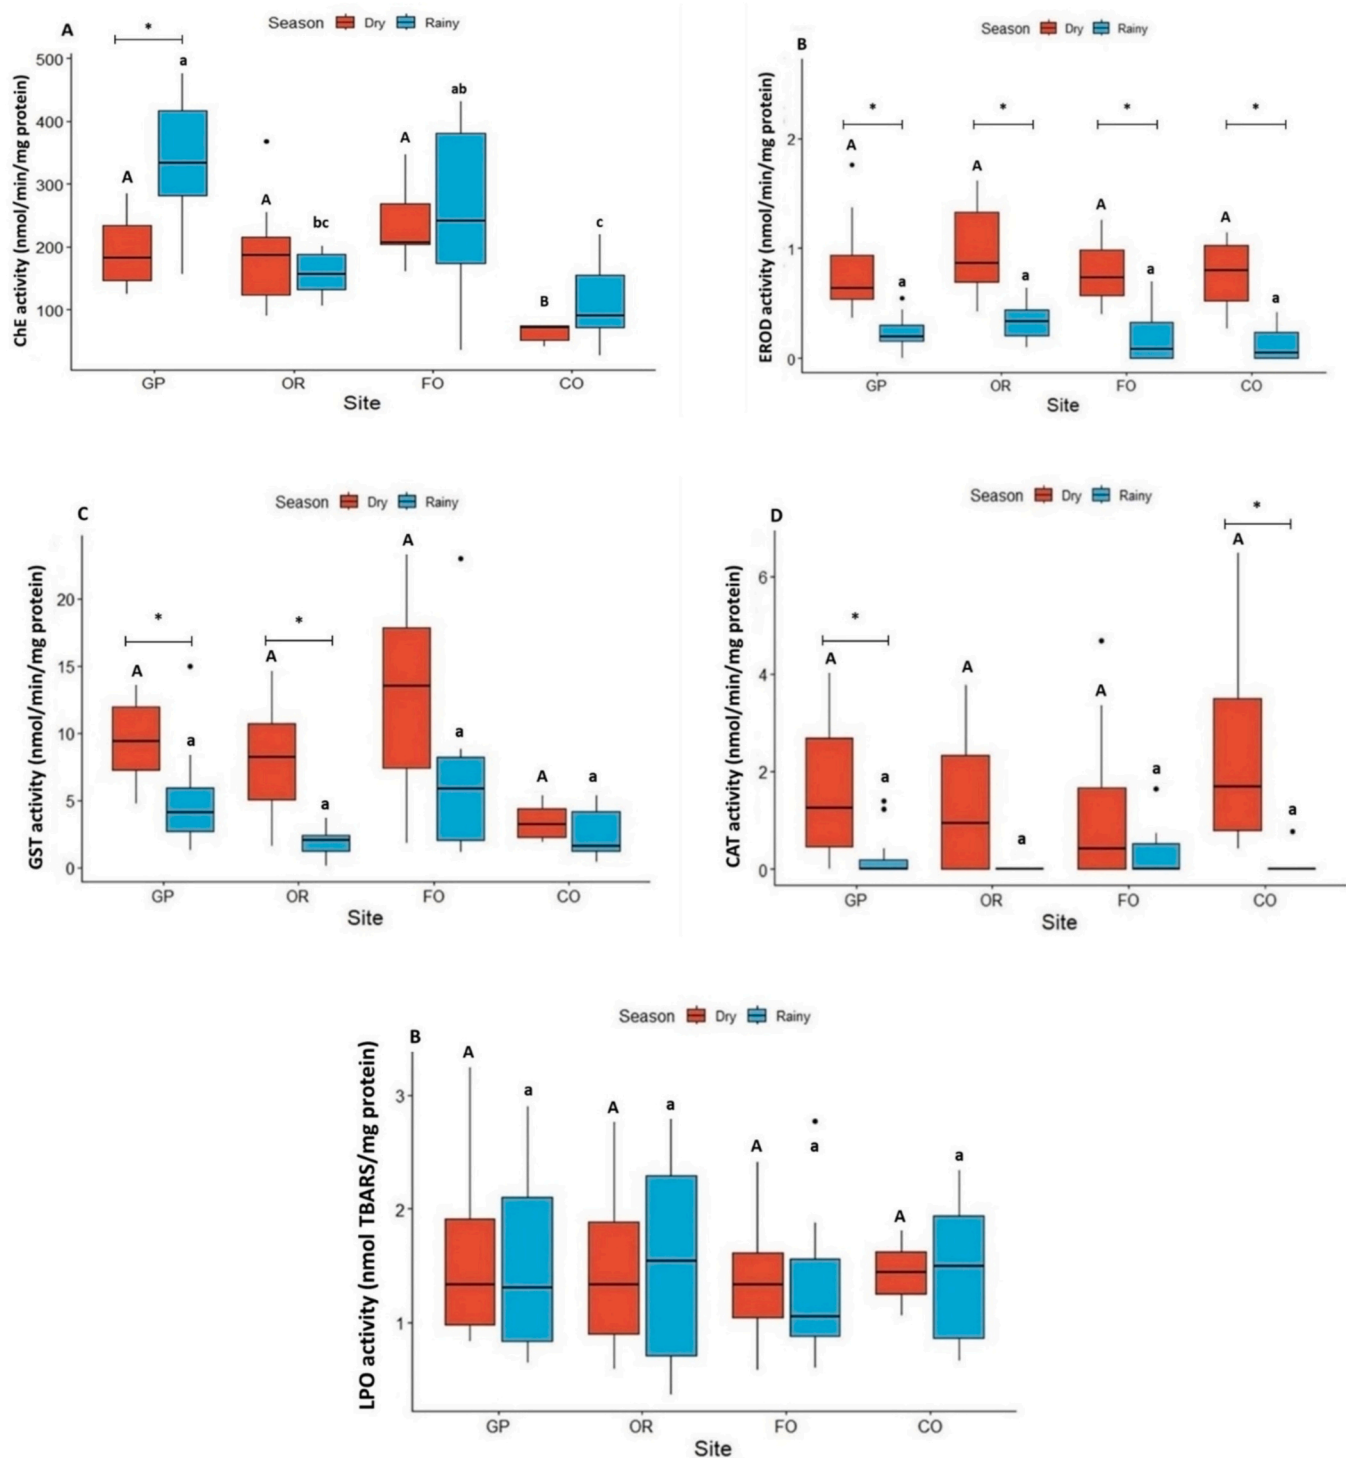 Season Dry Rainy
A
*
ChE activity (nmol/min/mg protein)
500
400
300
200
100
A
a
A
bc
A
ab
B
c
GP OR FO CO
Site
Season Dry Rainy
B
* * * *
EROD activity (nmol/min/mg protein)
2
1
0
A
a
A
a
A
a
A
a
GP OR FO CO
Site
Season Dry Rainy
C
* *
GST activity (nmol/min/mg protein)
20
15
10
5
0
A
a
A
a
A
a
A
a
GP OR FO CO
Site
Season Dry Rainy
D
* *
CAT activity (nmol/min/mg protein)
6
4
2
0
A
a
A
a
A
a
A
a
GP OR FO CO
Site
Season Dry Rainy
B
LPO activity (nmol TBARS/mg protein)
3
2
1
A
a
A
a
A
a
A
a
GP OR FO CO
Site